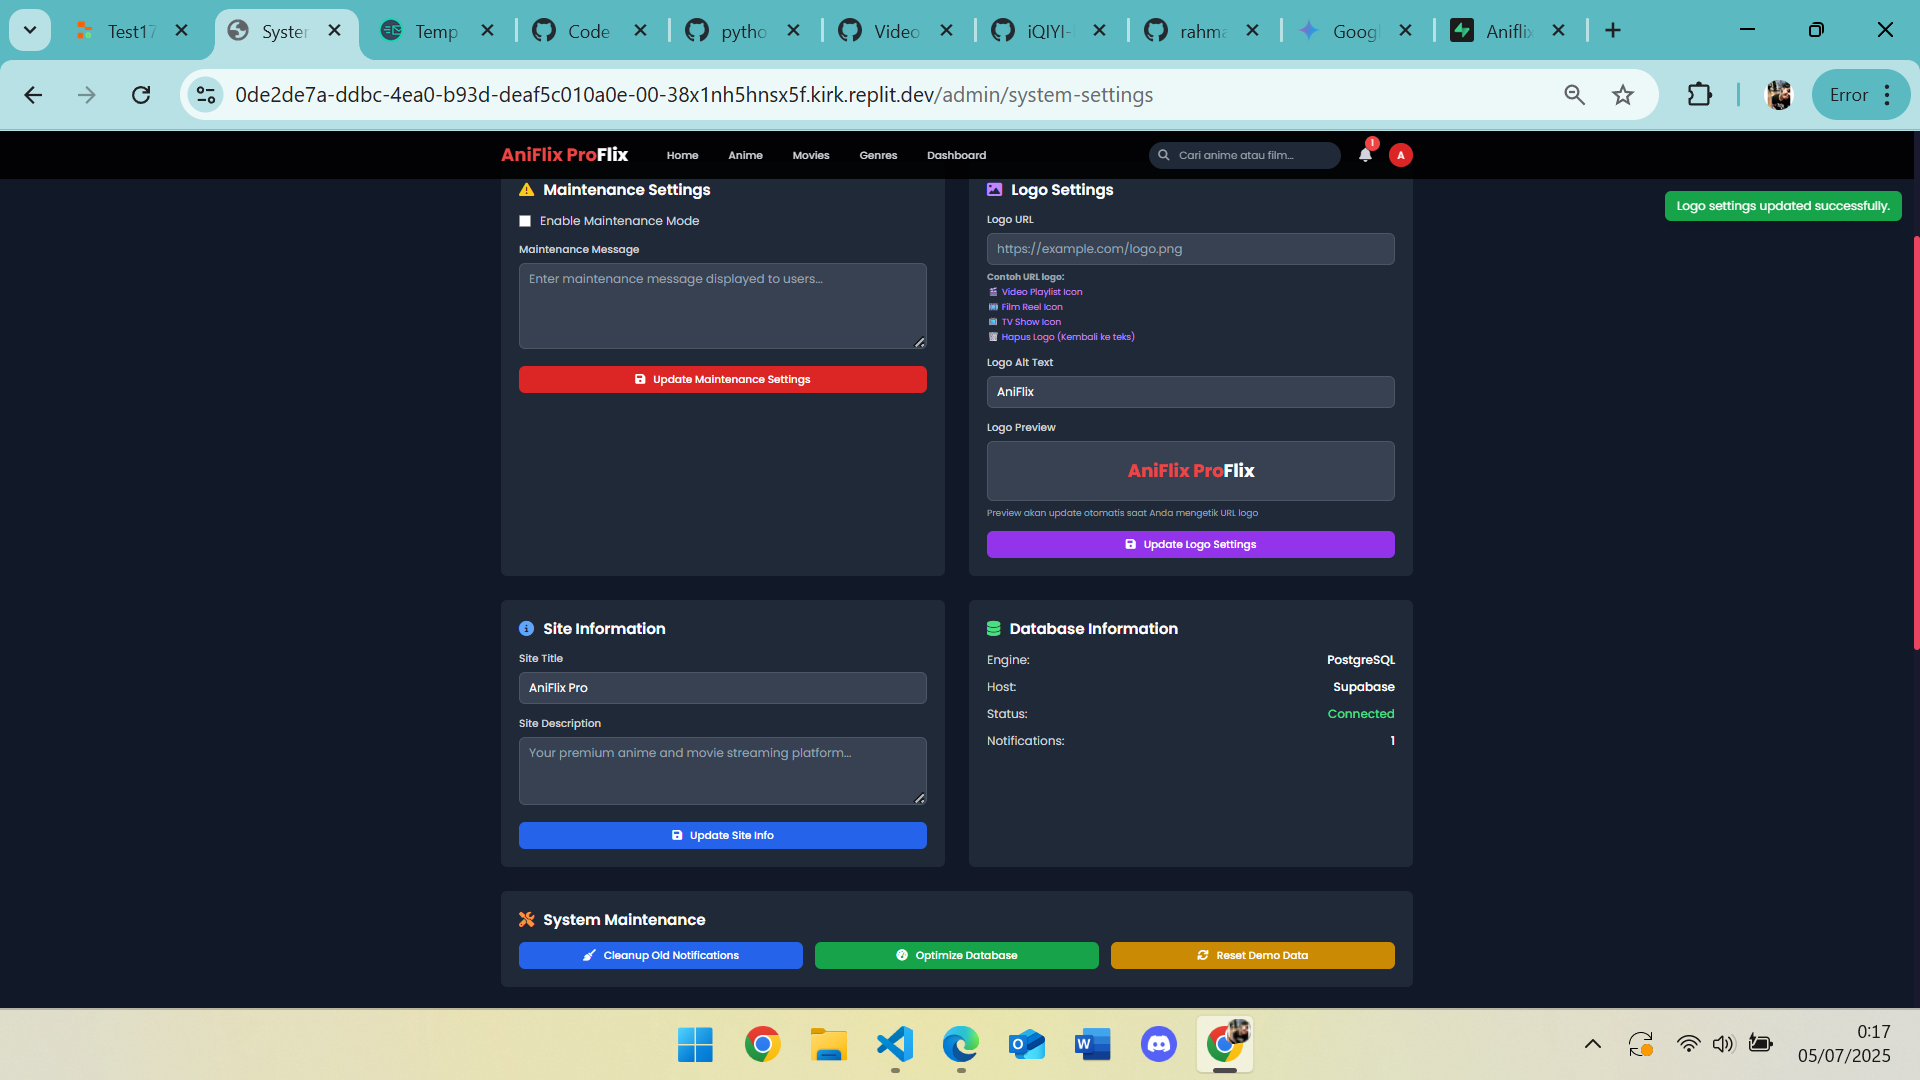 Test17
System
Temp
Code
pytho
Video
iQIYI-
rahma
Googl
Aniflix
0de2de7a-ddbc-4ea0-b93d-deaf5c010a0e-00-38x1nh5hnsx5f.kirk.replit.dev/admin/system-settings
Error
AniFlix ProFlix
Home
Anime
Movies
Genres
Dashboard
Cari anime atau film...
1
A
Logo settings updated successfully.
Maintenance Settings
Enable Maintenance Mode
Maintenance Message
Enter maintenance message displayed to users...
Update Maintenance Settings
Logo Settings
Logo URL
https://example.com/logo.png
Contoh URL logo:
Video Playlist Icon
Film Reel Icon
TV Show Icon
Hapus Logo (Kembali ke teks)
Logo Alt Text
AniFlix
Logo Preview
AniFlix ProFlix
Preview akan update otomatis saat Anda mengetik URL logo
Update Logo Settings
Site Information
Site Title
AniFlix Pro
Site Description
Your premium anime and movie streaming platform...
Update Site Info
Database Information
Engine: PostgreSQL
Host: Supabase
Status: Connected
Notifications: 1
System Maintenance
Cleanup Old Notifications
Optimize Database
Reset Demo Data
0:17
05/07/2025